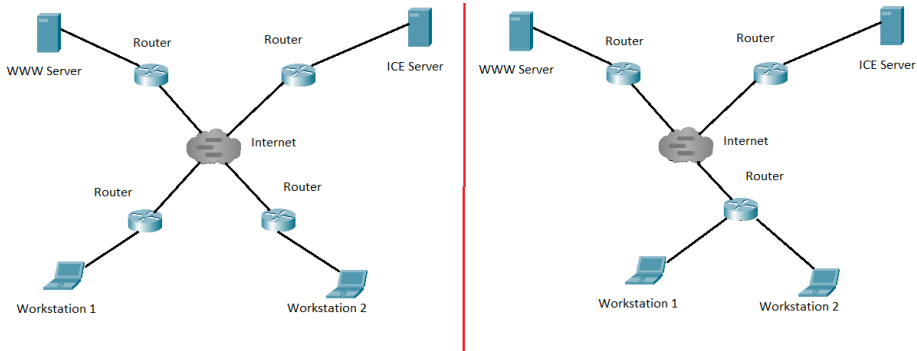 Router
Router
WWW Server
ICE Server
Internet
Router
Router
Workstation 1
Workstation 2
Router
Router
WWW Server
ICE Server
Internet
Router
Workstation 1
Workstation 2